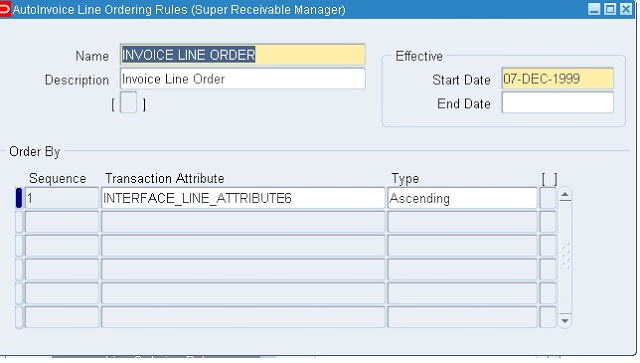 AutoInvoice Line Ordering Rules (Super Receivable Manager)
Name INVOICE LINE ORDER
Description Invoice Line Order
[ ]
Effective
Start Date 07-DEC-1999
End Date
Order By
Sequence Transaction Attribute Type [ ]
1 INTERFACE_LINE_ATTRIBUTE6 Ascending